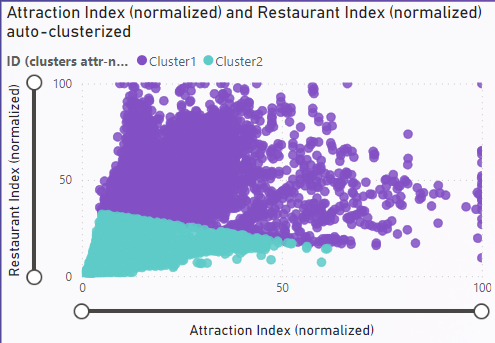 Attraction Index (normalized) and Restaurant Index (normalized)
auto-clusterized
ID (clusters attr-n... Cluster1 Cluster2
Restaurant Index (normalized)
100
50
0
0 50 100
Attraction Index (normalized)